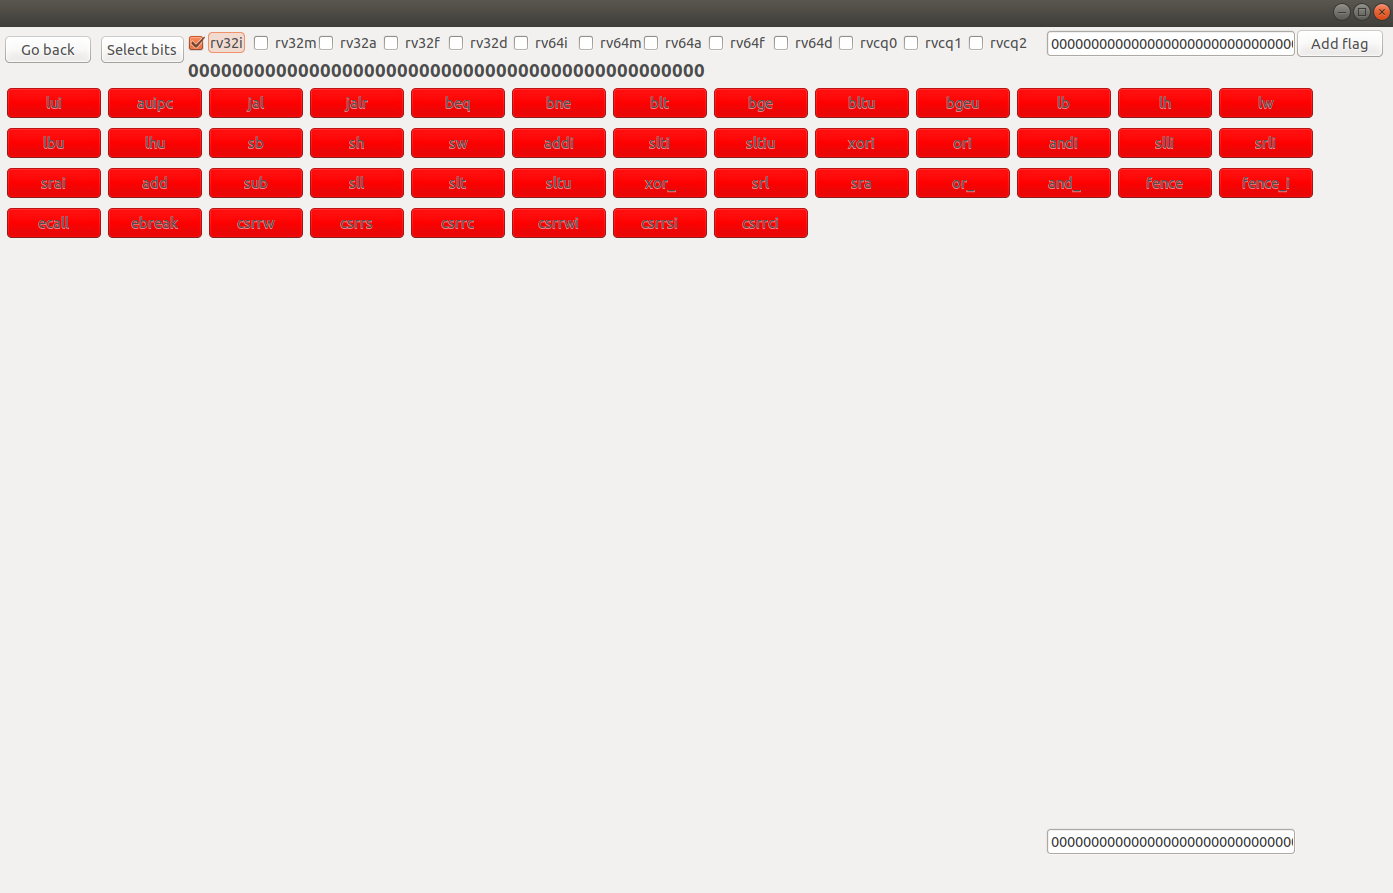 Go back Select bits rv32i rv32m rv32a rv32f rv32d rv64i rv64m rv64a rv64f rv64d rvcq0 rvcq1 rvcq2 000000000000000000000000000000 Add flag
00000000000000000000000000000000000000000000000
lui auipc jal jalr beq bne blt bge bltu bgeu lb lh lw
lbu lhu sb sh sw addi slti sltiu xori ori andi slli srli
srai add sub sll slt sltu xor_ srl sra or_ and_ fence fence_i
ecall ebreak csrrw csrrs csrrc csrrwi csrrsi csrrci
000000000000000000000000000000